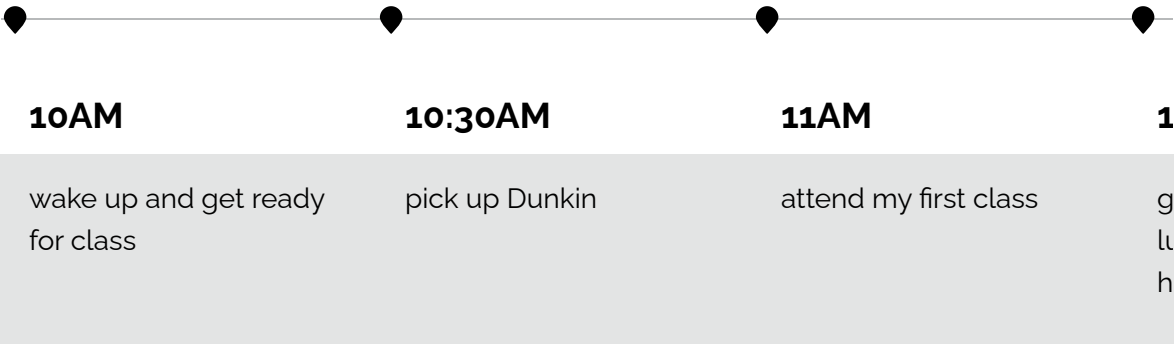 10AM
wake up and get ready
for class
10:30AM
pick up Dunkin
11AM
attend my first class